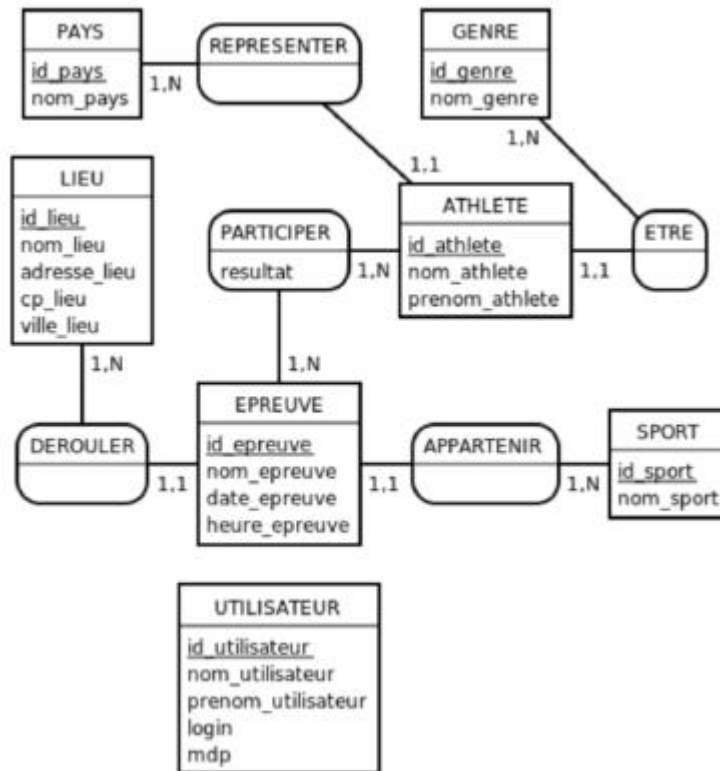 PAYS
id_pays
nom_pays
1,N
REPRESENTER
1,1
GENRE
id_genre
nom_genre
1,N
LIEU
id_lieu
nom_lieu
adresse_lieu
cp_lieu
ville_lieu
1,N
PARTICIPER
resultat
1,N
1,N
ATHLETE
id_athlete
nom_athlete
prenom_athlete
1,1
ETRE
DEROULER
1,1
EPREUVE
id_epreuve
nom_epreuve
date_epreuve
heure_epreuve
1,1
APPARTENIR
1,N
SPORT
id_sport
nom_sport
UTILISATEUR
id_utilisateur
nom_utilisateur
prenom_utilisateur
login
mdp